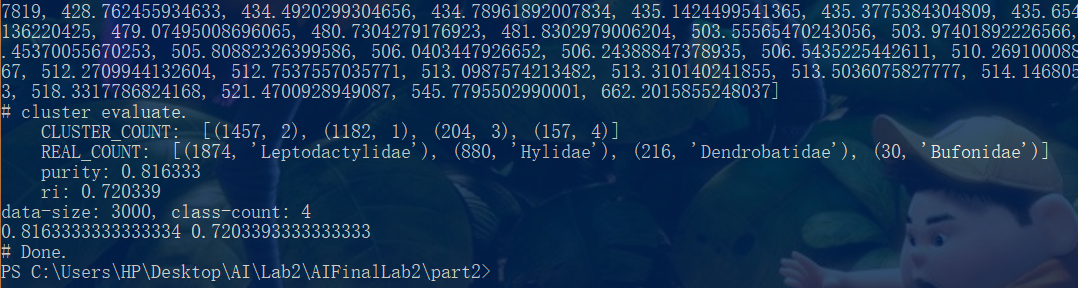 7819, 428.762455934633, 434.4920299304656, 434.78961892007834, 435.1424499541365, 435.3775384304809, 435.654
136220425, 479.07495008696065, 480.7304279176923, 481.8302979006204, 503.55565470243056, 503.97401892226566,
.45370055670253, 505.80882326399586, 506.0403447926652, 506.24388847378935, 506.5435225442611, 510.269100088
67, 512.2709944132604, 512.7537557035771, 513.0987574213482, 513.310140241855, 513.5036075827777, 514.146805
3, 518.3317786824168, 521.4700928949087, 545.7795502990001, 662.2015855248037]
# cluster evaluate.
CLUSTER_COUNT: [(1457, 2), (1182, 1), (204, 3), (157, 4)]
REAL_COUNT: [(1874, 'Leptodactylidae'), (880, 'Hylidae'), (216, 'Dendrobatidae'), (30, 'Bufonidae')]
purity: 0.816333
ri: 0.720339
data-size: 3000, class-count: 4
0.8163333333333334 0.7203393333333333
# Done.
PS C:\Users\HP\Desktop\AI\Lab2\AIFinalLab2\part2>